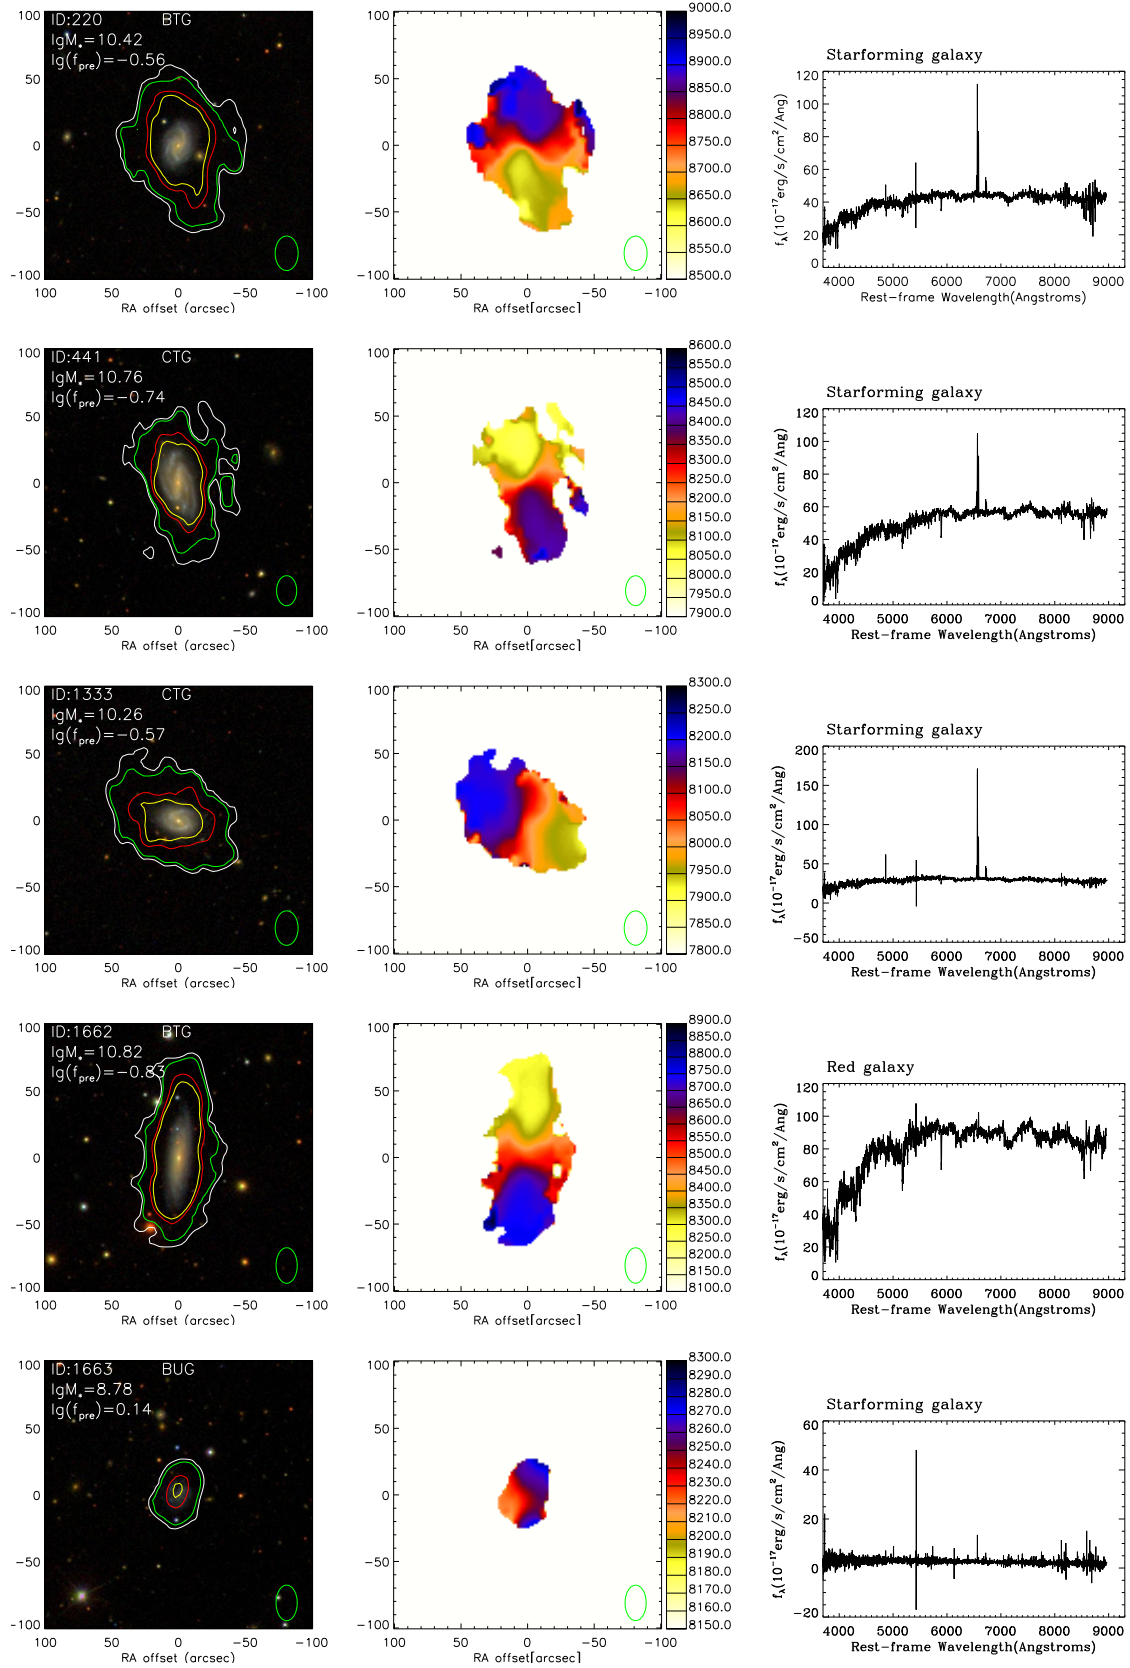 ID:220 BTG
lgM*=10.42
lg(fpre)=-0.56
100
50
0
-50
-100
100 50 0 -50 -100
RA offset (arcsec)
100
50
0
-50
-100
100 50 0 -50 -100
RA offset[arcsec]
9000.0
8950.0
8900.0
8850.0
8800.0
8750.0
8700.0
8650.0
8600.0
8550.0
8500.0
Starforming galaxy
fλ(10⁻¹⁷erg/s/cm²/Ang)
120
100
80
60
40
20
0
4000 5000 6000 7000 8000 9000
Rest-frame Wavelength(Angstroms)
ID:441 CTG
lgM*=10.76
lg(fpre)=-0.74
100
50
0
-50
-100
100 50 0 -50 -100
RA offset (arcsec)
100
50
0
-50
-100
100 50 0 -50 -100
RA offset[arcsec]
8600.0
8550.0
8500.0
8450.0
8400.0
8350.0
8300.0
8250.0
8200.0
8150.0
8100.0
8050.0
8000.0
7950.0
7900.0
Starforming galaxy
fλ(10⁻¹⁷erg/s/cm²/Ang)
120
100
80
60
40
20
0
4000 5000 6000 7000 8000 9000
Rest-frame Wavelength(Angstroms)
ID:1333 CTG
lgM*=10.26
lg(fpre)=-0.57
100
50
0
-50
-100
100 50 0 -50 -100
RA offset (arcsec)
100
50
0
-50
-100
100 50 0 -50 -100
RA offset[arcsec]
8300.0
8250.0
8200.0
8150.0
8100.0
8050.0
8000.0
7950.0
7900.0
7850.0
7800.0
Starforming galaxy
fλ(10⁻¹⁷erg/s/cm²/Ang)
200
150
100
50
0
-50
4000 5000 6000 7000 8000 9000
Rest-frame Wavelength(Angstroms)
ID:1662 BTG
lgM*=10.82
lg(fpre)=-0.83
100
50
0
-50
-100
100 50 0 -50 -100
RA offset (arcsec)
100
50
0
-50
-100
100 50 0 -50 -100
RA offset[arcsec]
8900.0
8850.0
8800.0
8750.0
8700.0
8650.0
8600.0
8550.0
8500.0
8450.0
8400.0
8350.0
8300.0
8250.0
8200.0
8150.0
8100.0
Red galaxy
fλ(10⁻¹⁷erg/s/cm²/Ang)
120
100
80
60
40
20
0
4000 5000 6000 7000 8000 9000
Rest-frame Wavelength(Angstroms)
ID:1663 BUG
lgM*=8.78
lg(fpre)=0.14
100
50
0
-50
-100
100 50 0 -50 -100
RA offset (arcsec)
100
50
0
-50
-100
100 50 0 -50 -100
RA offset[arcsec]
8300.0
8290.0
8280.0
8270.0
8260.0
8250.0
8240.0
8230.0
8220.0
8210.0
8200.0
8190.0
8180.0
8170.0
8160.0
8150.0
Starforming galaxy
fλ(10⁻¹⁷erg/s/cm²/Ang)
60
40
20
0
-20
4000 5000 6000 7000 8000 9000
Rest-frame Wavelength(Angstroms)